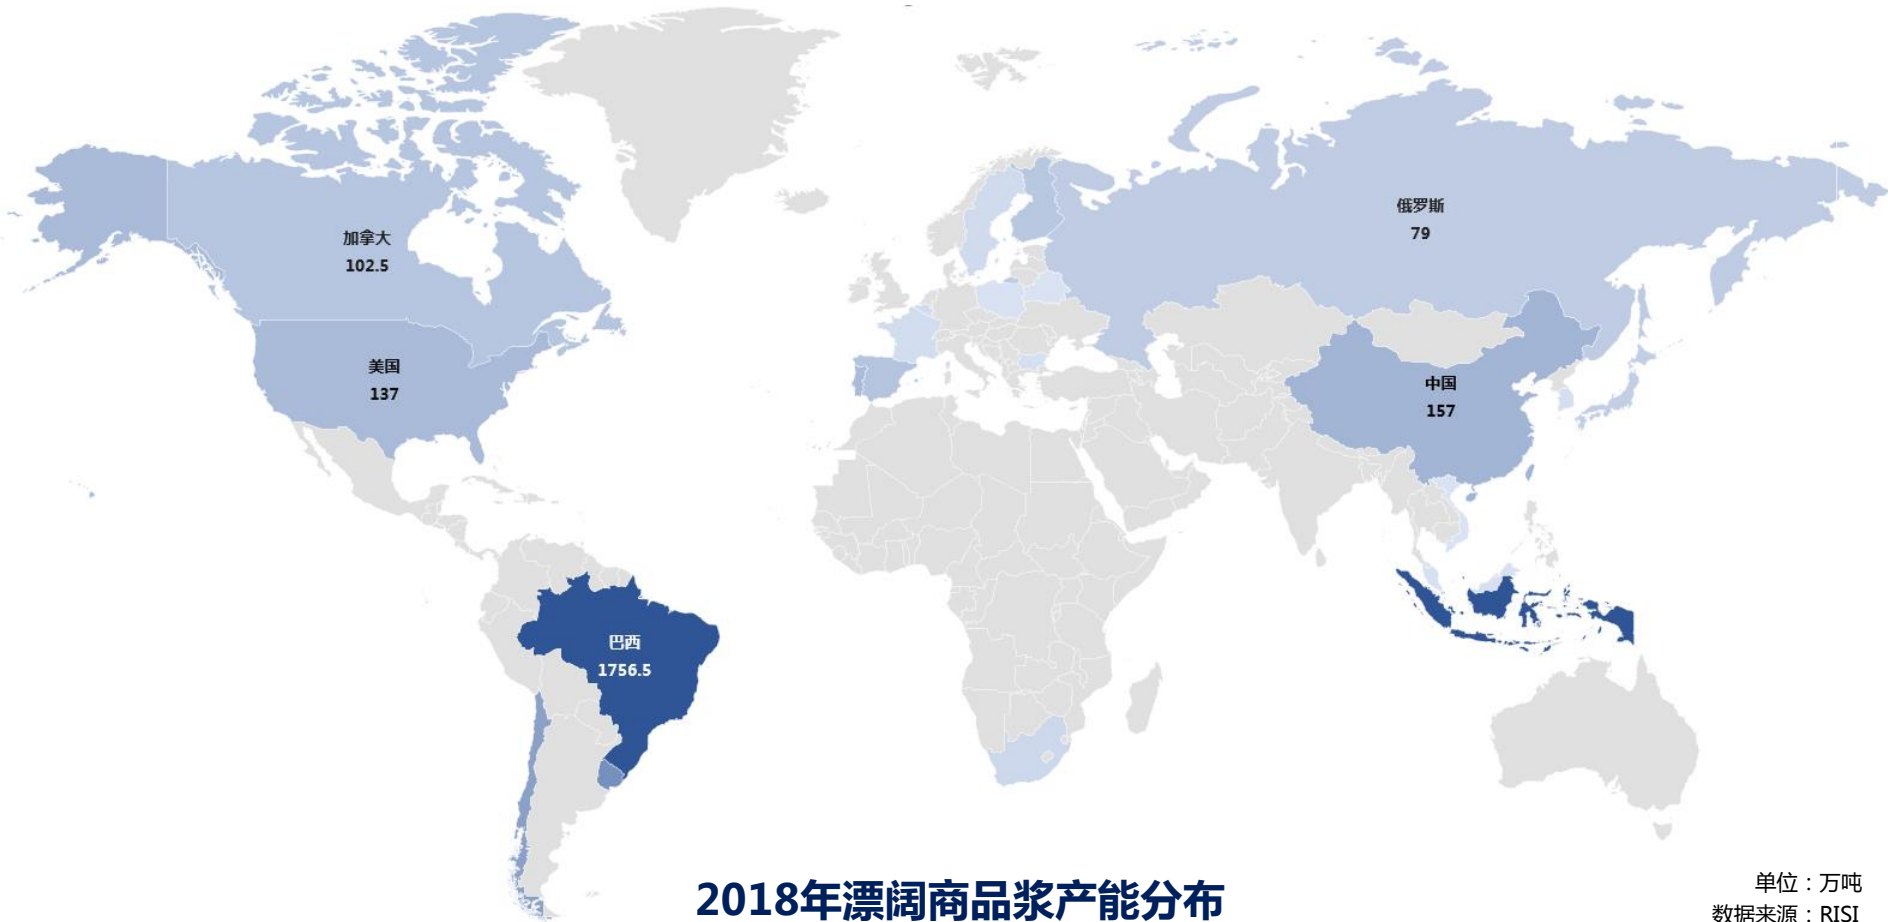 俄罗斯
79
加拿大
102.5
美国
137
中国
157
巴西
1756.5
2018年漂阔商品浆产能分布
单位：万吨
数据来源：RISI